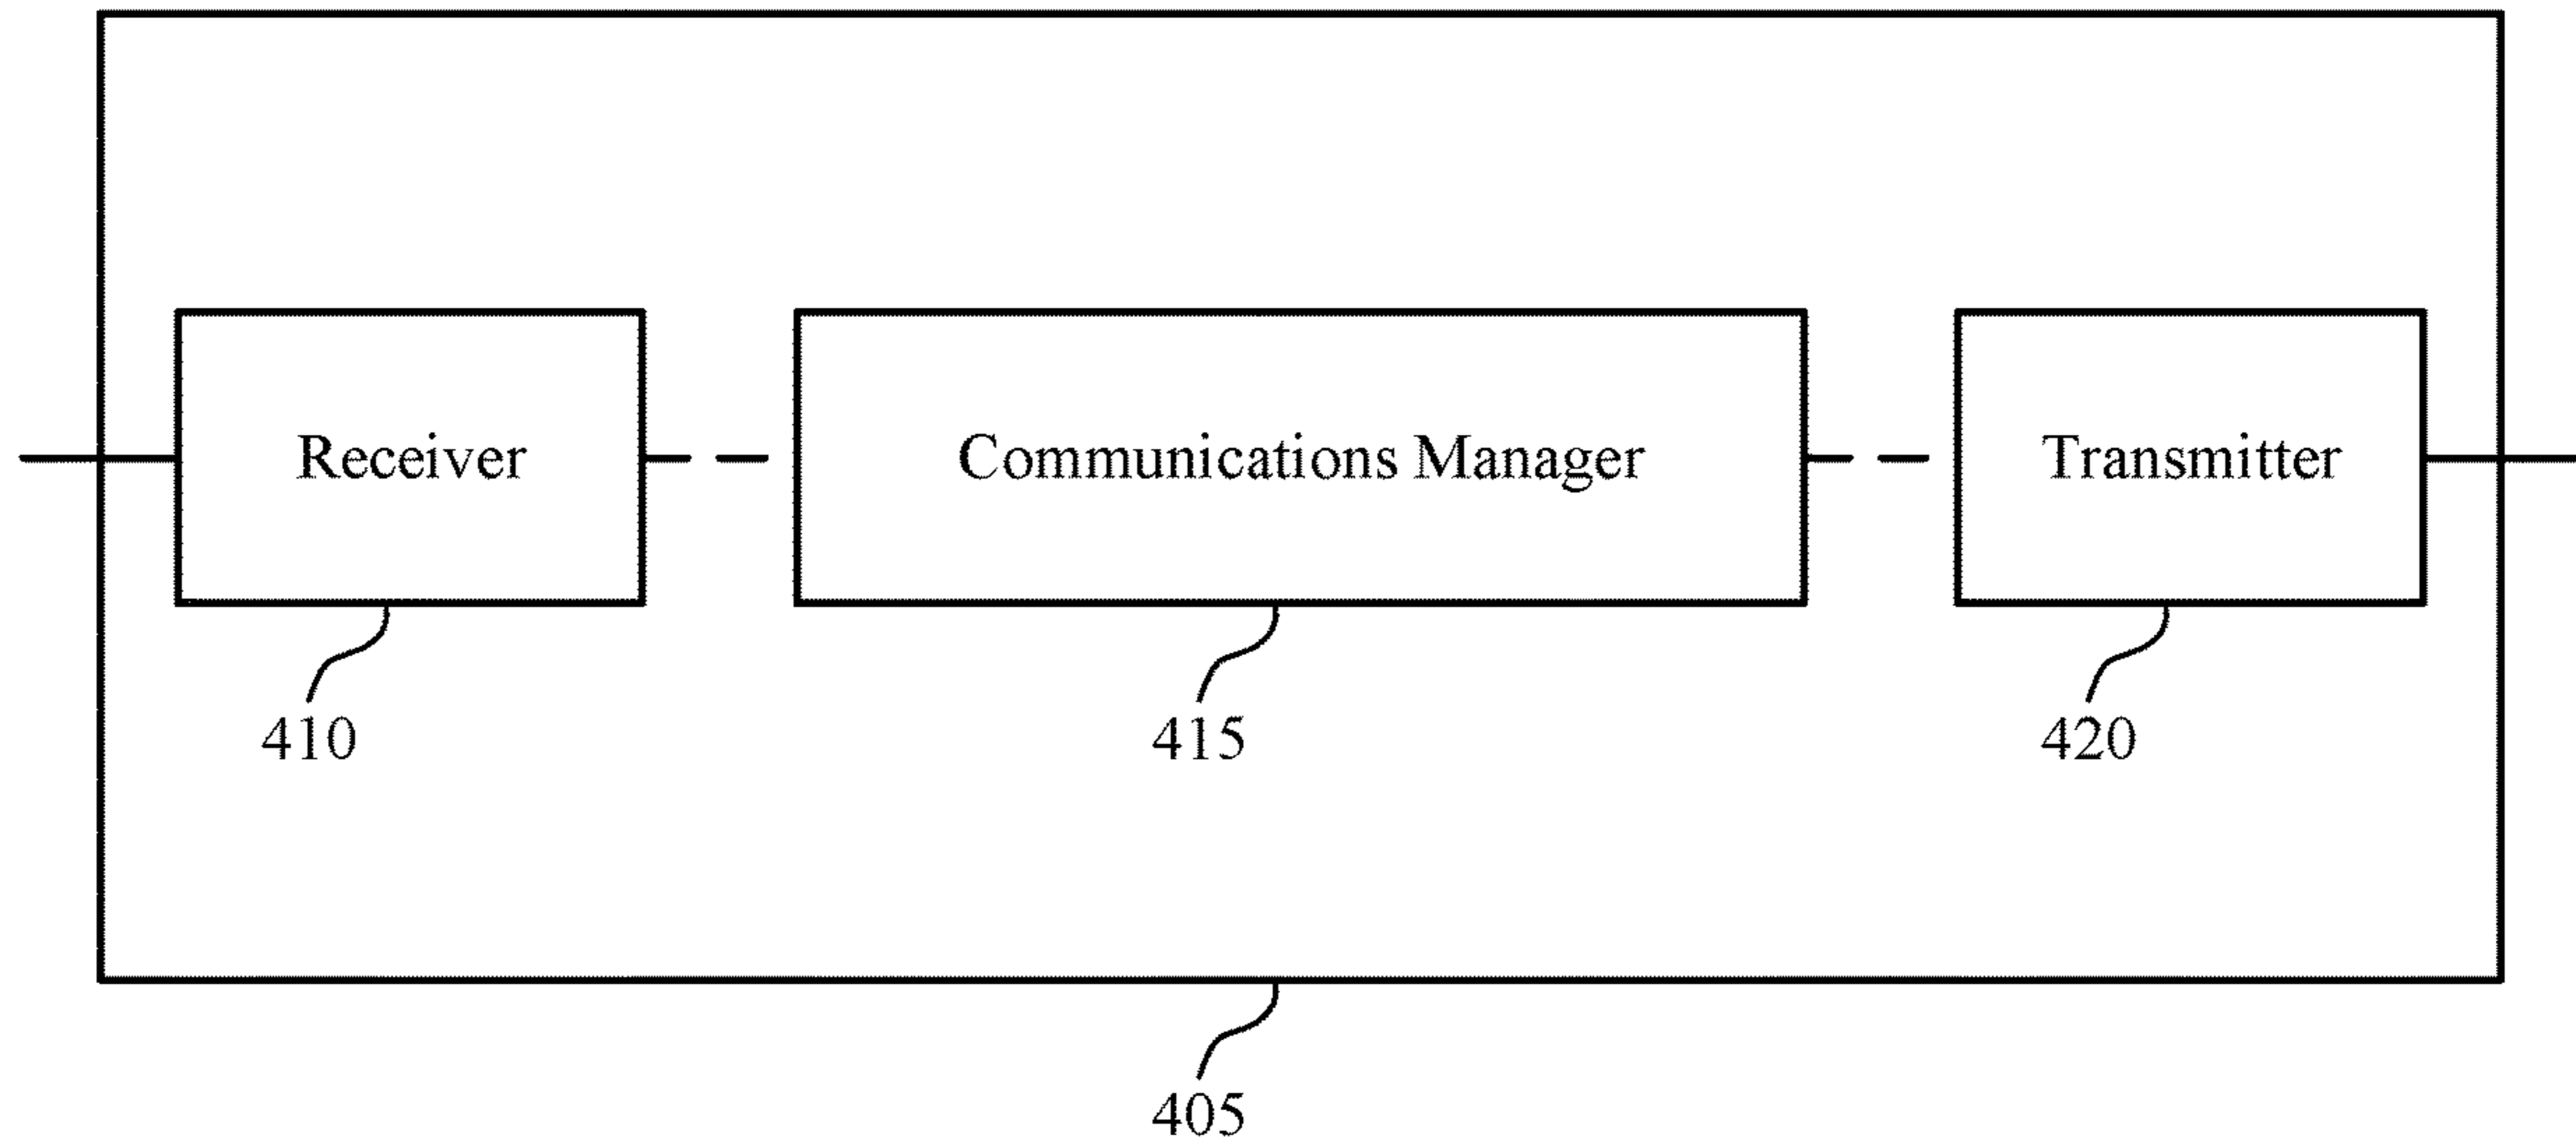 Receiver
Communications Manager
Transmitter
410
415
420
405